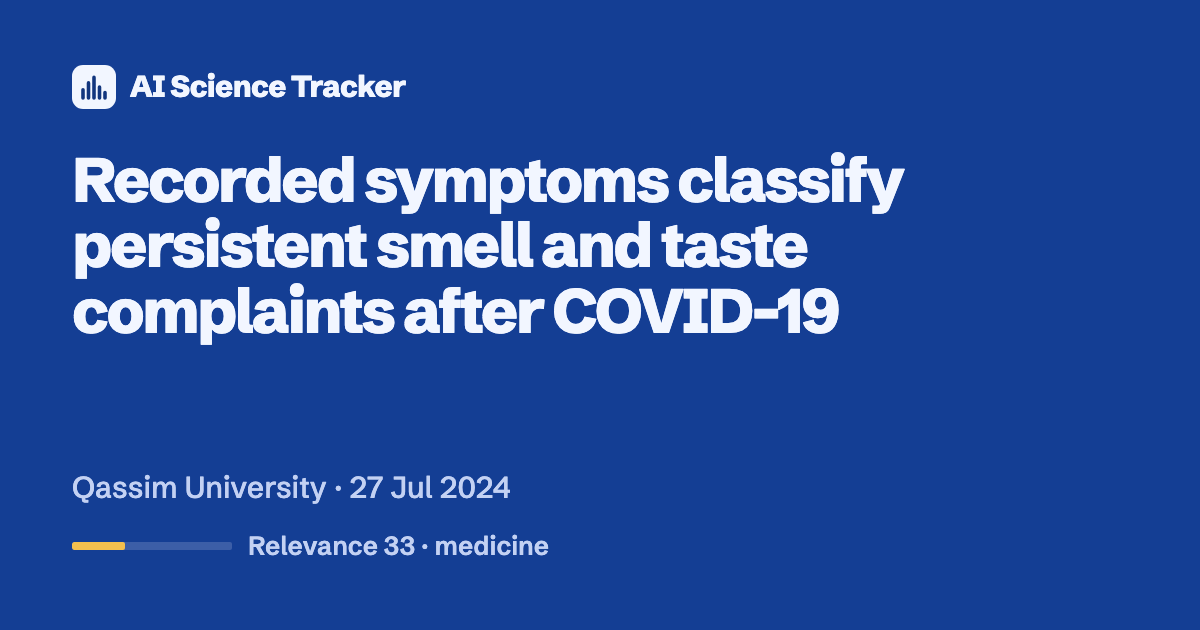 AI Science Tracker
Recorded symptoms classify
persistent smell and taste
complaints after COVID-19
Qassim University · 27 Jul 2024
Relevance 33 · medicine